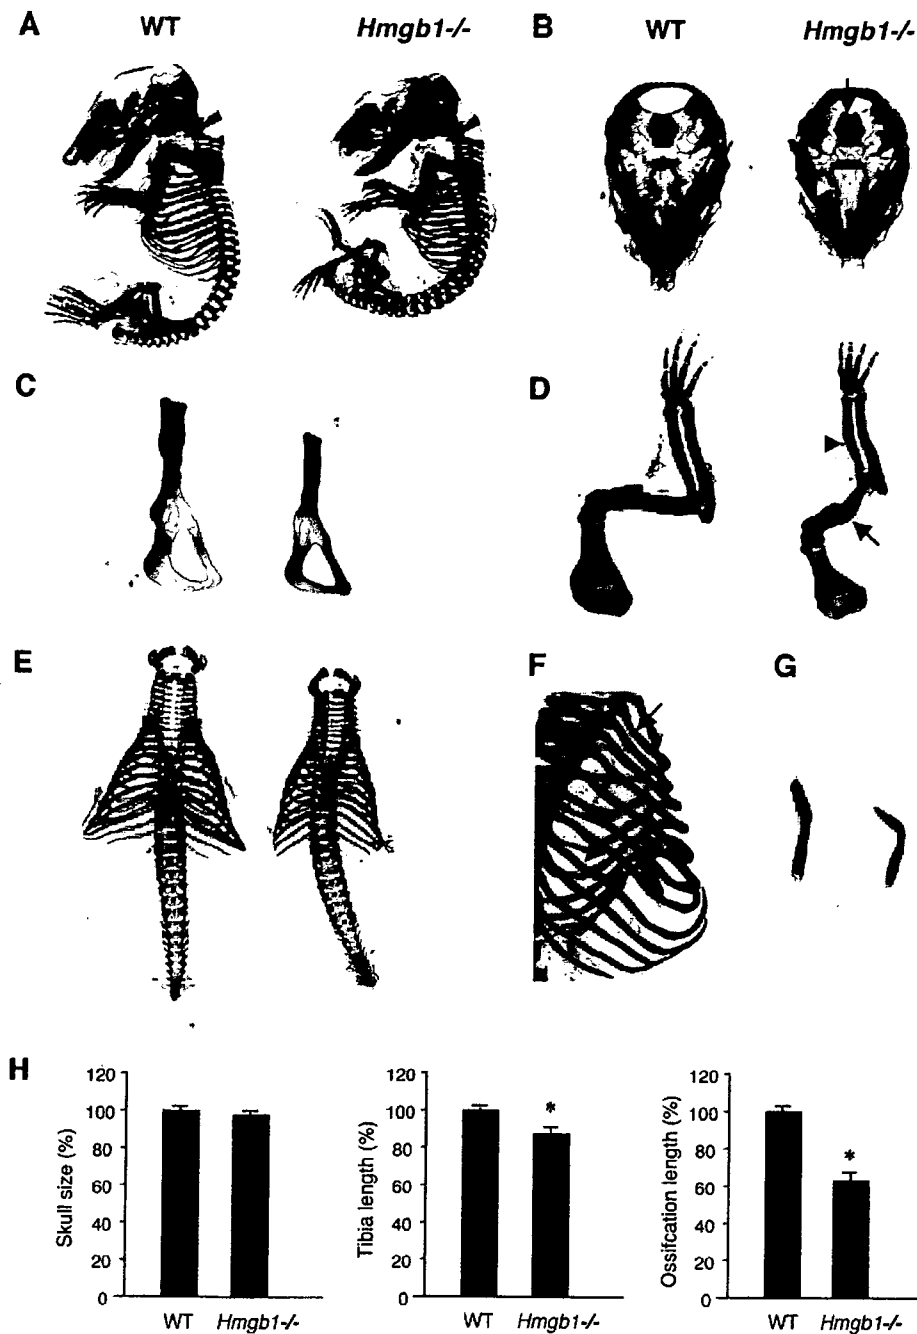 A WT Hmgb1-/- B WT Hmgb1-/-
C D
E F G
H
120
100
80
60
40
20
0
Skull size (%)
WT Hmgb1-/-
120
100
80
60
40
20
0
Tibia length (%)
*
WT Hmgb1-/-
120
100
80
60
40
20
0
Ossifcation length (%)
*
WT Hmgb1-/-